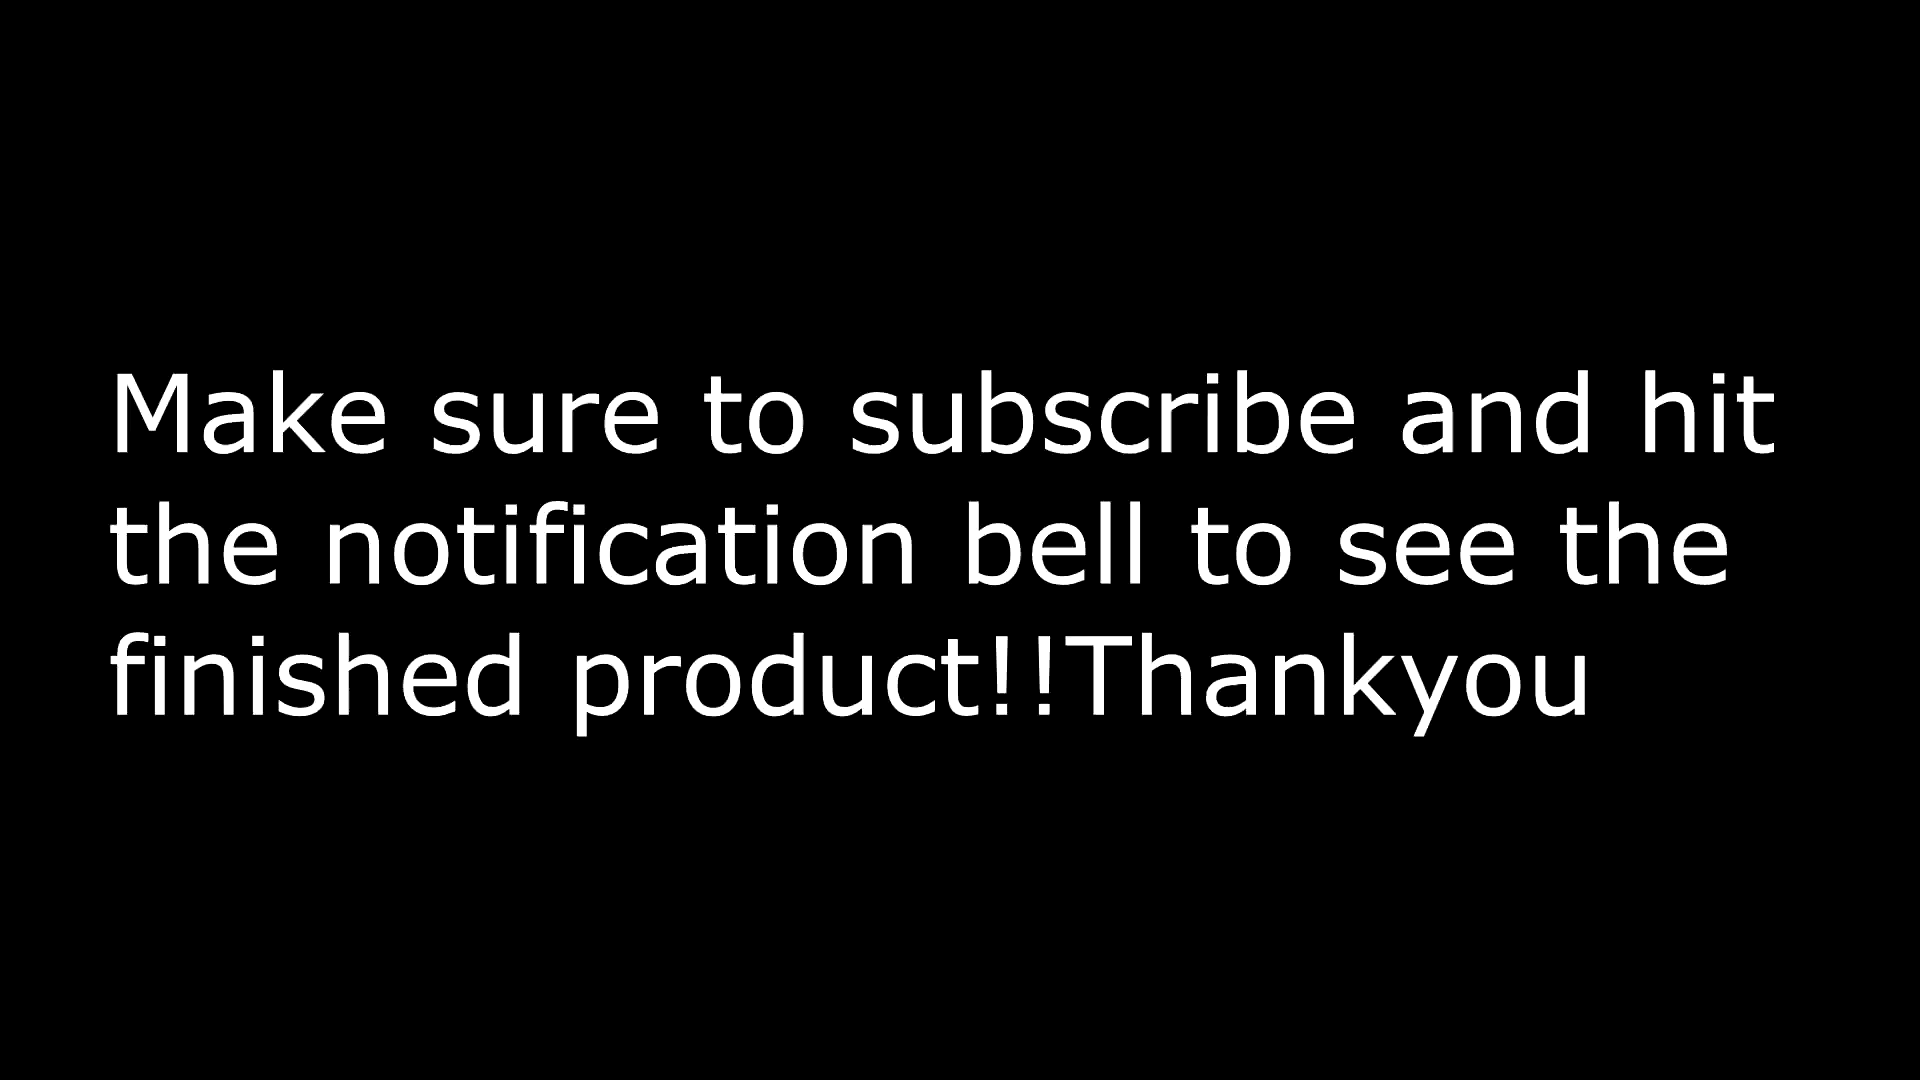 Make sure to subscribe and hit
the notification bell to see the
finished product!!Thankyou